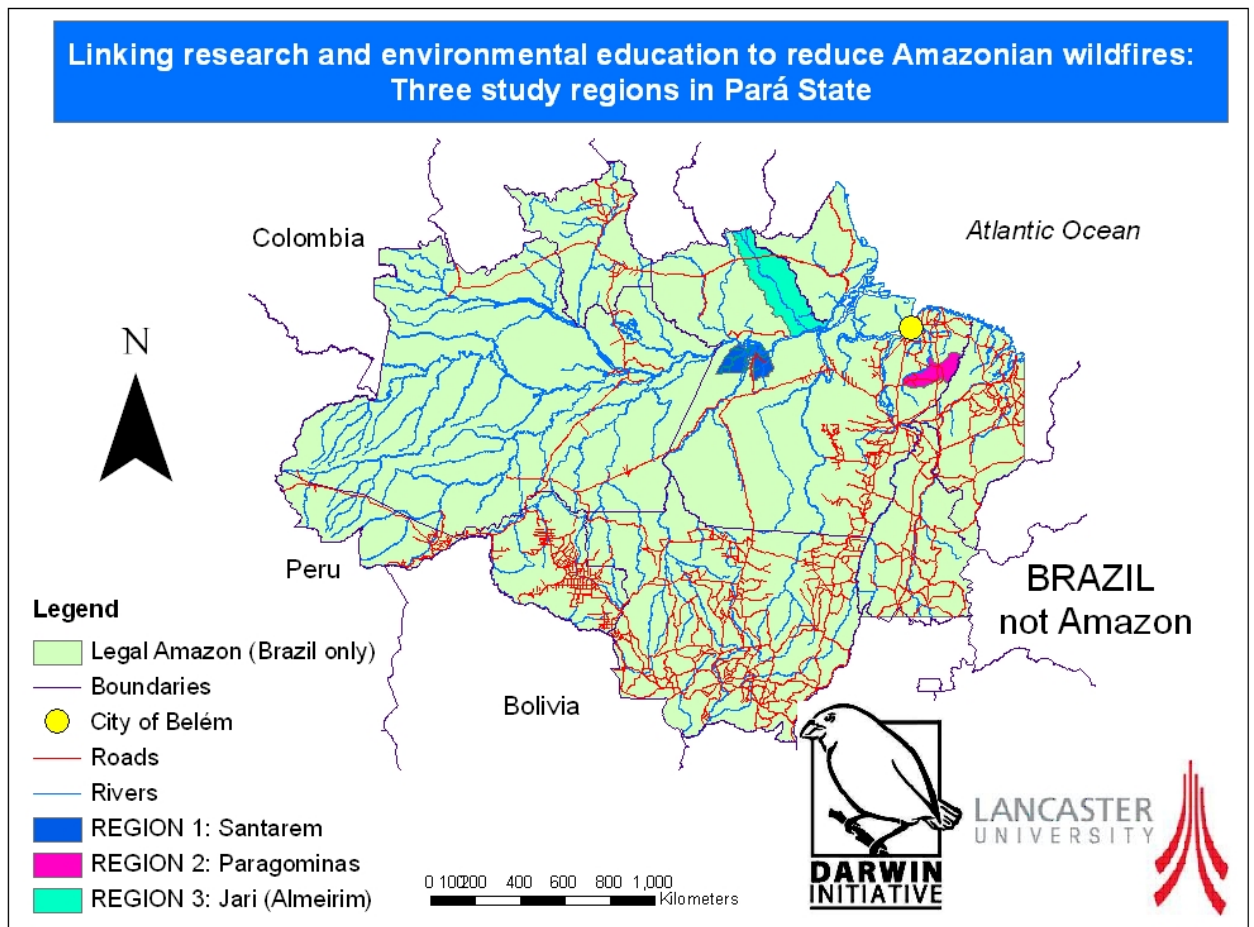 Linking research and environmental education to reduce Amazonian wildfires:
Three study regions in Pará State
Colombia
Atlantic Ocean
N
Peru
BRAZIL
not Amazon
Bolivia
Legend
Legal Amazon (Brazil only)
Boundaries
City of Belém
Roads
Rivers
REGION 1: Santarem
REGION 2: Paragominas
REGION 3: Jari (Almeirim)
0 100200 400 600 800 1,000
Kilometers
DARWIN
INITIATIVE
LANCASTER
UNIVERSITY